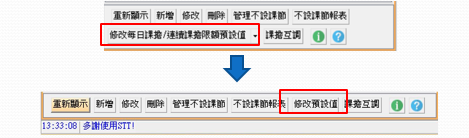 重新顯示 新增 修改 刪除 管理不設課節 不設課節報表
修改每日課擔/連續課擔限額預設值 課擔互調
重新顯示 新增 修改 刪除 管理不設課節 不設課節報表 修改預設值 課擔互調
13:33:08 多謝使用STT!